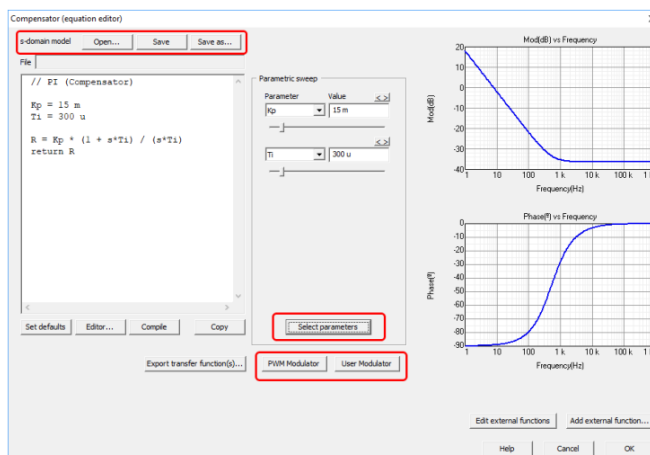 Compensator (equation editor)
s-domain model Open... Save Save as...
File
// PI (Compensator)
Kp = 15 m
Ti = 300 u
R = Kp * (1 + s*Ti) / (s*Ti)
return R
Set defaults Editor... Compile Copy
Export transfer function(s)...
Parametric sweep
Parameter Value <>
Kp 15 m
<>
Ti 300 u
Select parameters
PWM Modulator User Modulator
Mod(dB) vs Frequency
Mod(dB)
20
10
0
-10
-20
-30
-40
1 10 100 1 k 10 k 100 k 1
Frequency(Hz)
Phase(º) vs Frequency
Phase(º)
0
-10
-20
-30
-40
-50
-60
-70
-80
-90
1 10 100 1 k 10 k 100 k 1
Frequency(Hz)
Edit external functions Add external function...
Help Cancel OK